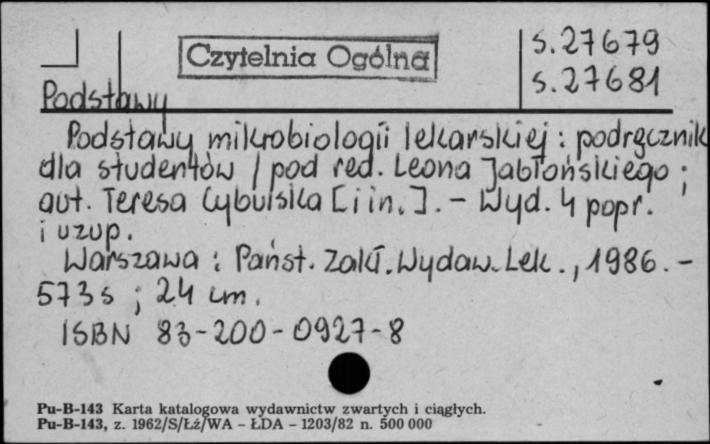 Czytelnia Ogólna
S.27679
S.27681
Podstawy
Podstawy mikrobiologii lekarskiej : podręcznik
dla studentów / pod red. Leona Jabłońskiego ;
aut. Teresa Cybulska [i in.]. - Wyd. 4 popr.
i uzup.
Warszawa : Państ. Zakł. Wydaw. Lek., 1986. -
573 s ; 24 cm.
ISBN 83-200-0927-8
Pu-B-143 Karta katalogowa wydawnictw zwartych i ciągłych.
Pu-B-143, z. 1962/S/Łź/WA - ŁDA - 1203/82 n. 500 000